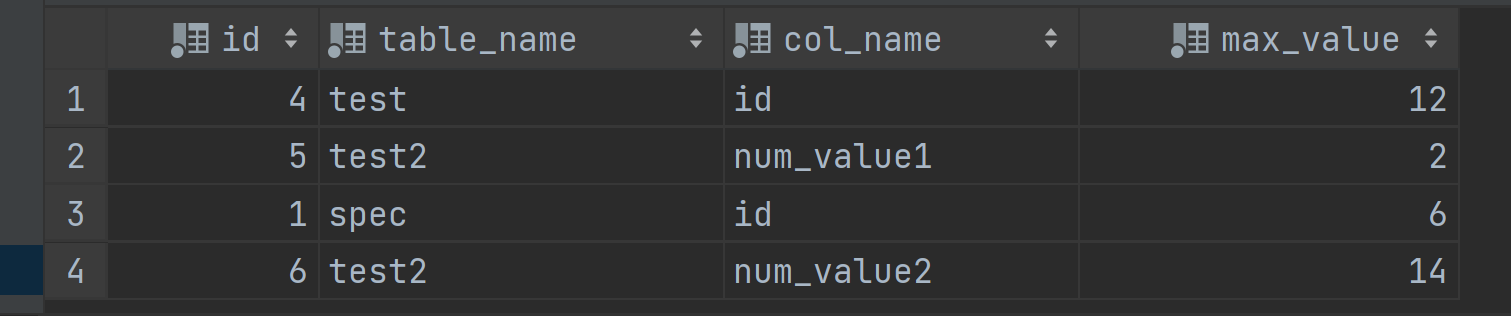 id table_name col_name max_value
1 4 test id 12
2 5 test2 num_value1 2
3 1 spec id 6
4 6 test2 num_value2 14